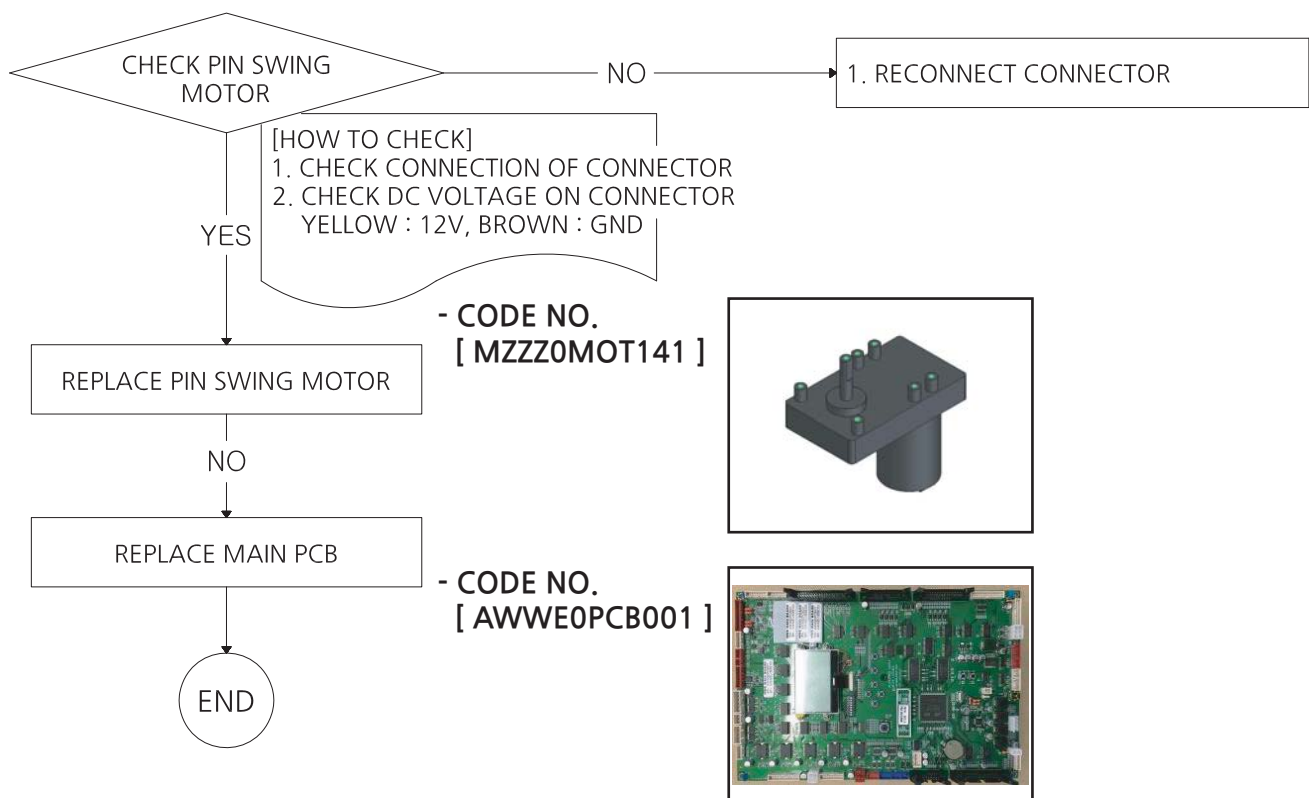 CHECK PIN SWING
MOTOR
NO
1. RECONNECT CONNECTOR
[HOW TO CHECK]
1. CHECK CONNECTION OF CONNECTOR
2. CHECK DC VOLTAGE ON CONNECTOR
YELLOW : 12V, BROWN : GND
YES
- CODE NO.
[ MZZZ0MOT141 ]
REPLACE PIN SWING MOTOR
NO
REPLACE MAIN PCB
- CODE NO.
[ AWWE0PCB001 ]
END